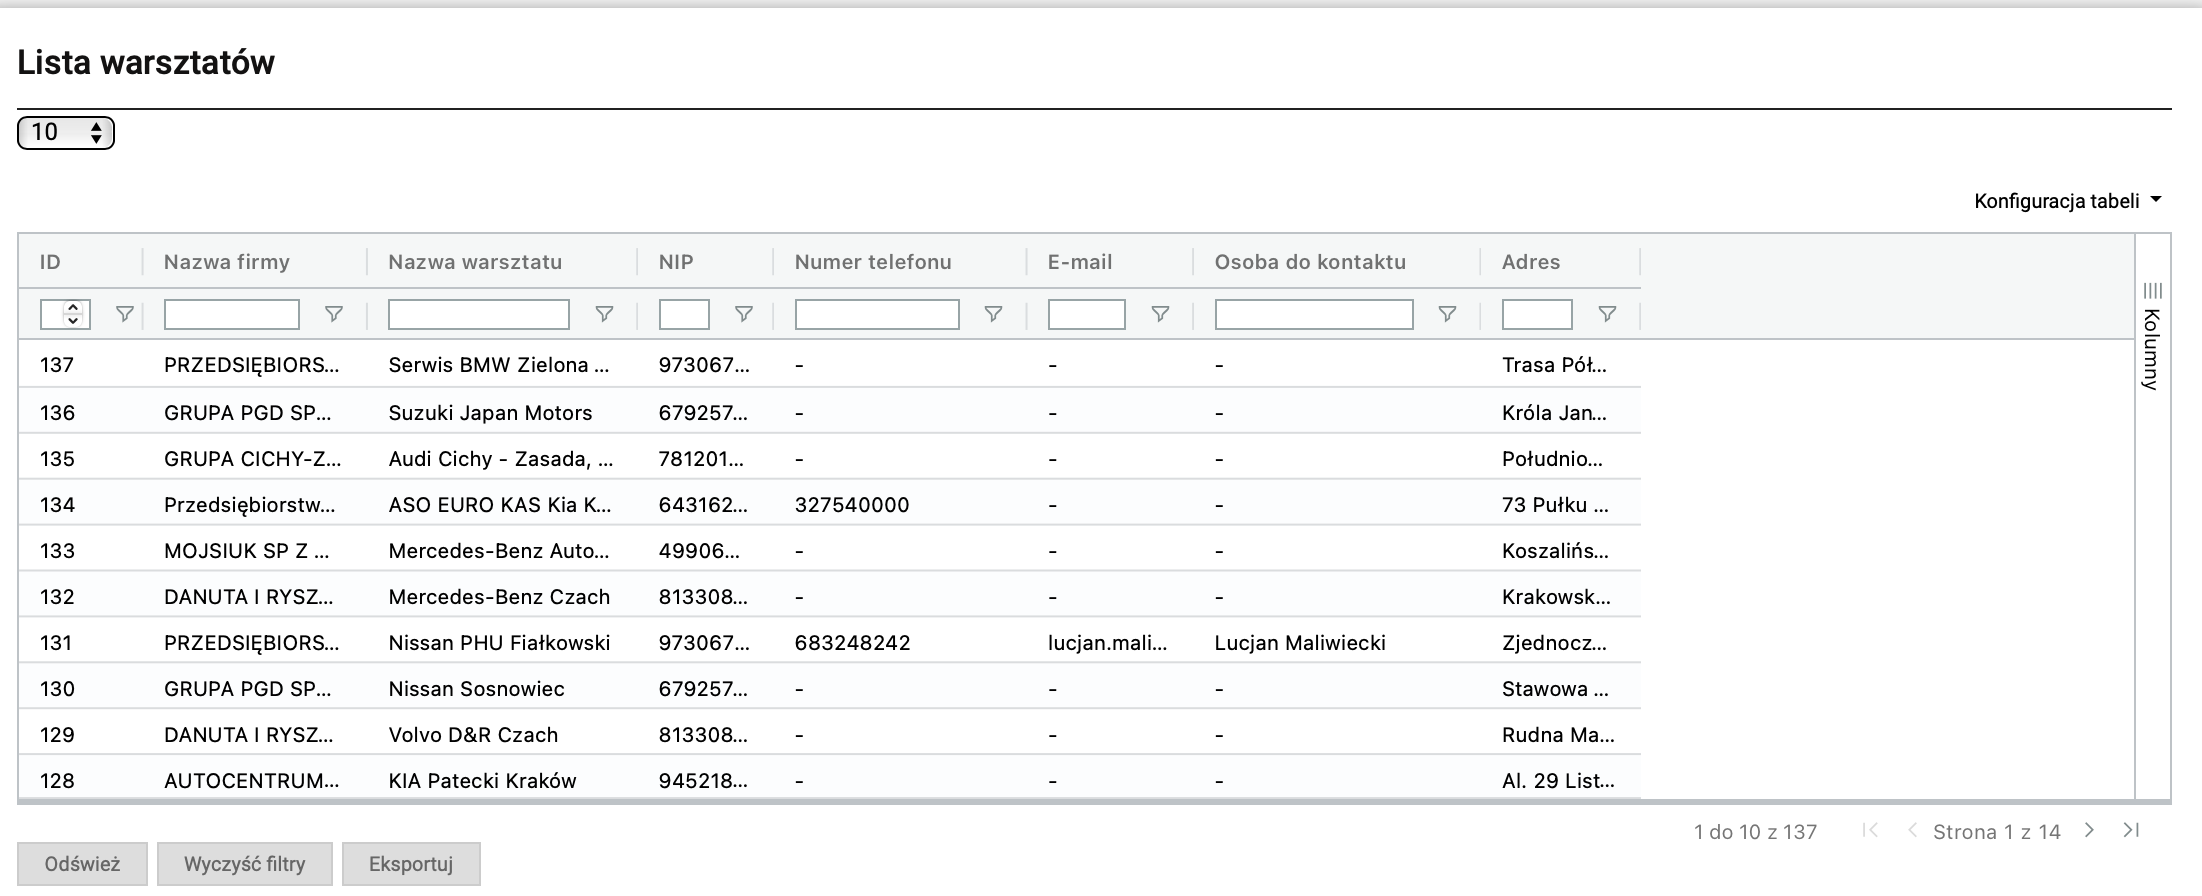 Lista warsztatów
10
Konfiguracja tabeli
ID Nazwa firmy Nazwa warsztatu NIP Numer telefonu E-mail Osoba do kontaktu Adres
Kolumny
137 PRZEDSIĘBIORS... Serwis BMW Zielona ... 973067... - - - Trasa Pół...
136 GRUPA PGD SP... Suzuki Japan Motors 679257... - - - Króla Jan...
135 GRUPA CICHY-Z... Audi Cichy - Zasada, ... 781201... - - - Południo...
134 Przedsiębiorstw... ASO EURO KAS Kia K... 643162... 327540000 - - 73 Pułku ...
133 MOJSIUK SP Z ... Mercedes-Benz Auto... 49906... - - - Koszalińs...
132 DANUTA I RYSZ... Mercedes-Benz Czach 813308... - - - Krakowsk...
131 PRZEDSIĘBIORS... Nissan PHU Fiałkowski 973067... 683248242 lucjan.mali... Lucjan Maliwiecki Zjednocz...
130 GRUPA PGD SP... Nissan Sosnowiec 679257... - - - Stawowa ...
129 DANUTA I RYSZ... Volvo D&R Czach 813308... - - - Rudna Ma...
128 AUTOCENTRUM... KIA Patecki Kraków 945218... - - - Al. 29 List...
1 do 10 z 137 Strona 1 z 14
Odśwież Wyczyść filtry Eksportuj